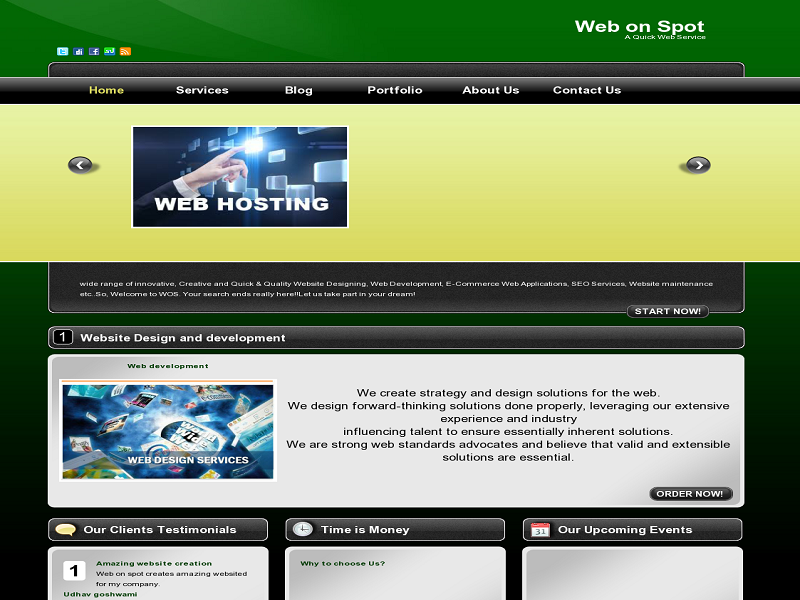 Web on Spot
A Quick Web Service
Home Services Blog Portfolio About Us Contact Us
WEB HOSTING
wide range of innovative, Creative and Quick & Quality Website Designing, Web Development, E-Commerce Web Applications, SEO Services, Website maintenance
etc..So, Welcome to WOS. Your search ends really here!!Let us take part in your dream!
START NOW!
1 Website Design and development
Web development
WEB DESIGN SERVICES
We create strategy and design solutions for the web.
We design forward-thinking solutions done properly, leveraging our extensive
experience and industry
influencing talent to ensure essentially inherent solutions.
We are strong web standards advocates and believe that valid and extensible
solutions are essential.
ORDER NOW!
Our Clients Testimonials
Time is Money
31 Our Upcoming Events
1
Amazing website creation
Web on spot creates amazing websited
for my company.
Udhav goshwami
Why to choose Us?